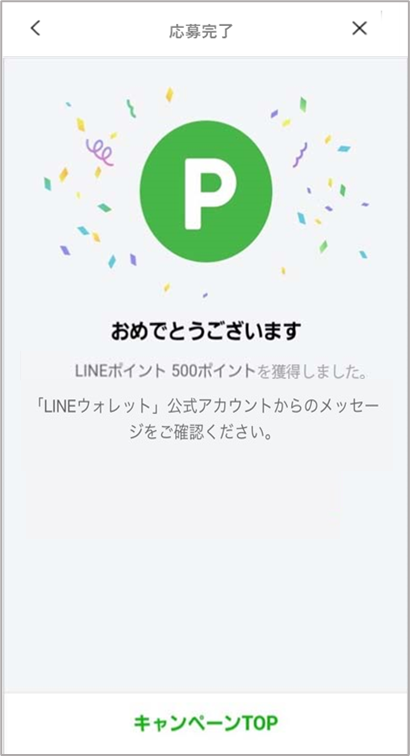 応募完了
P
おめでとうございます
LINEポイント 500ポイントを獲得しました。
「LINEウォレット」公式アカウントからのメッセー
ジをご確認ください。
キャンペーンTOP